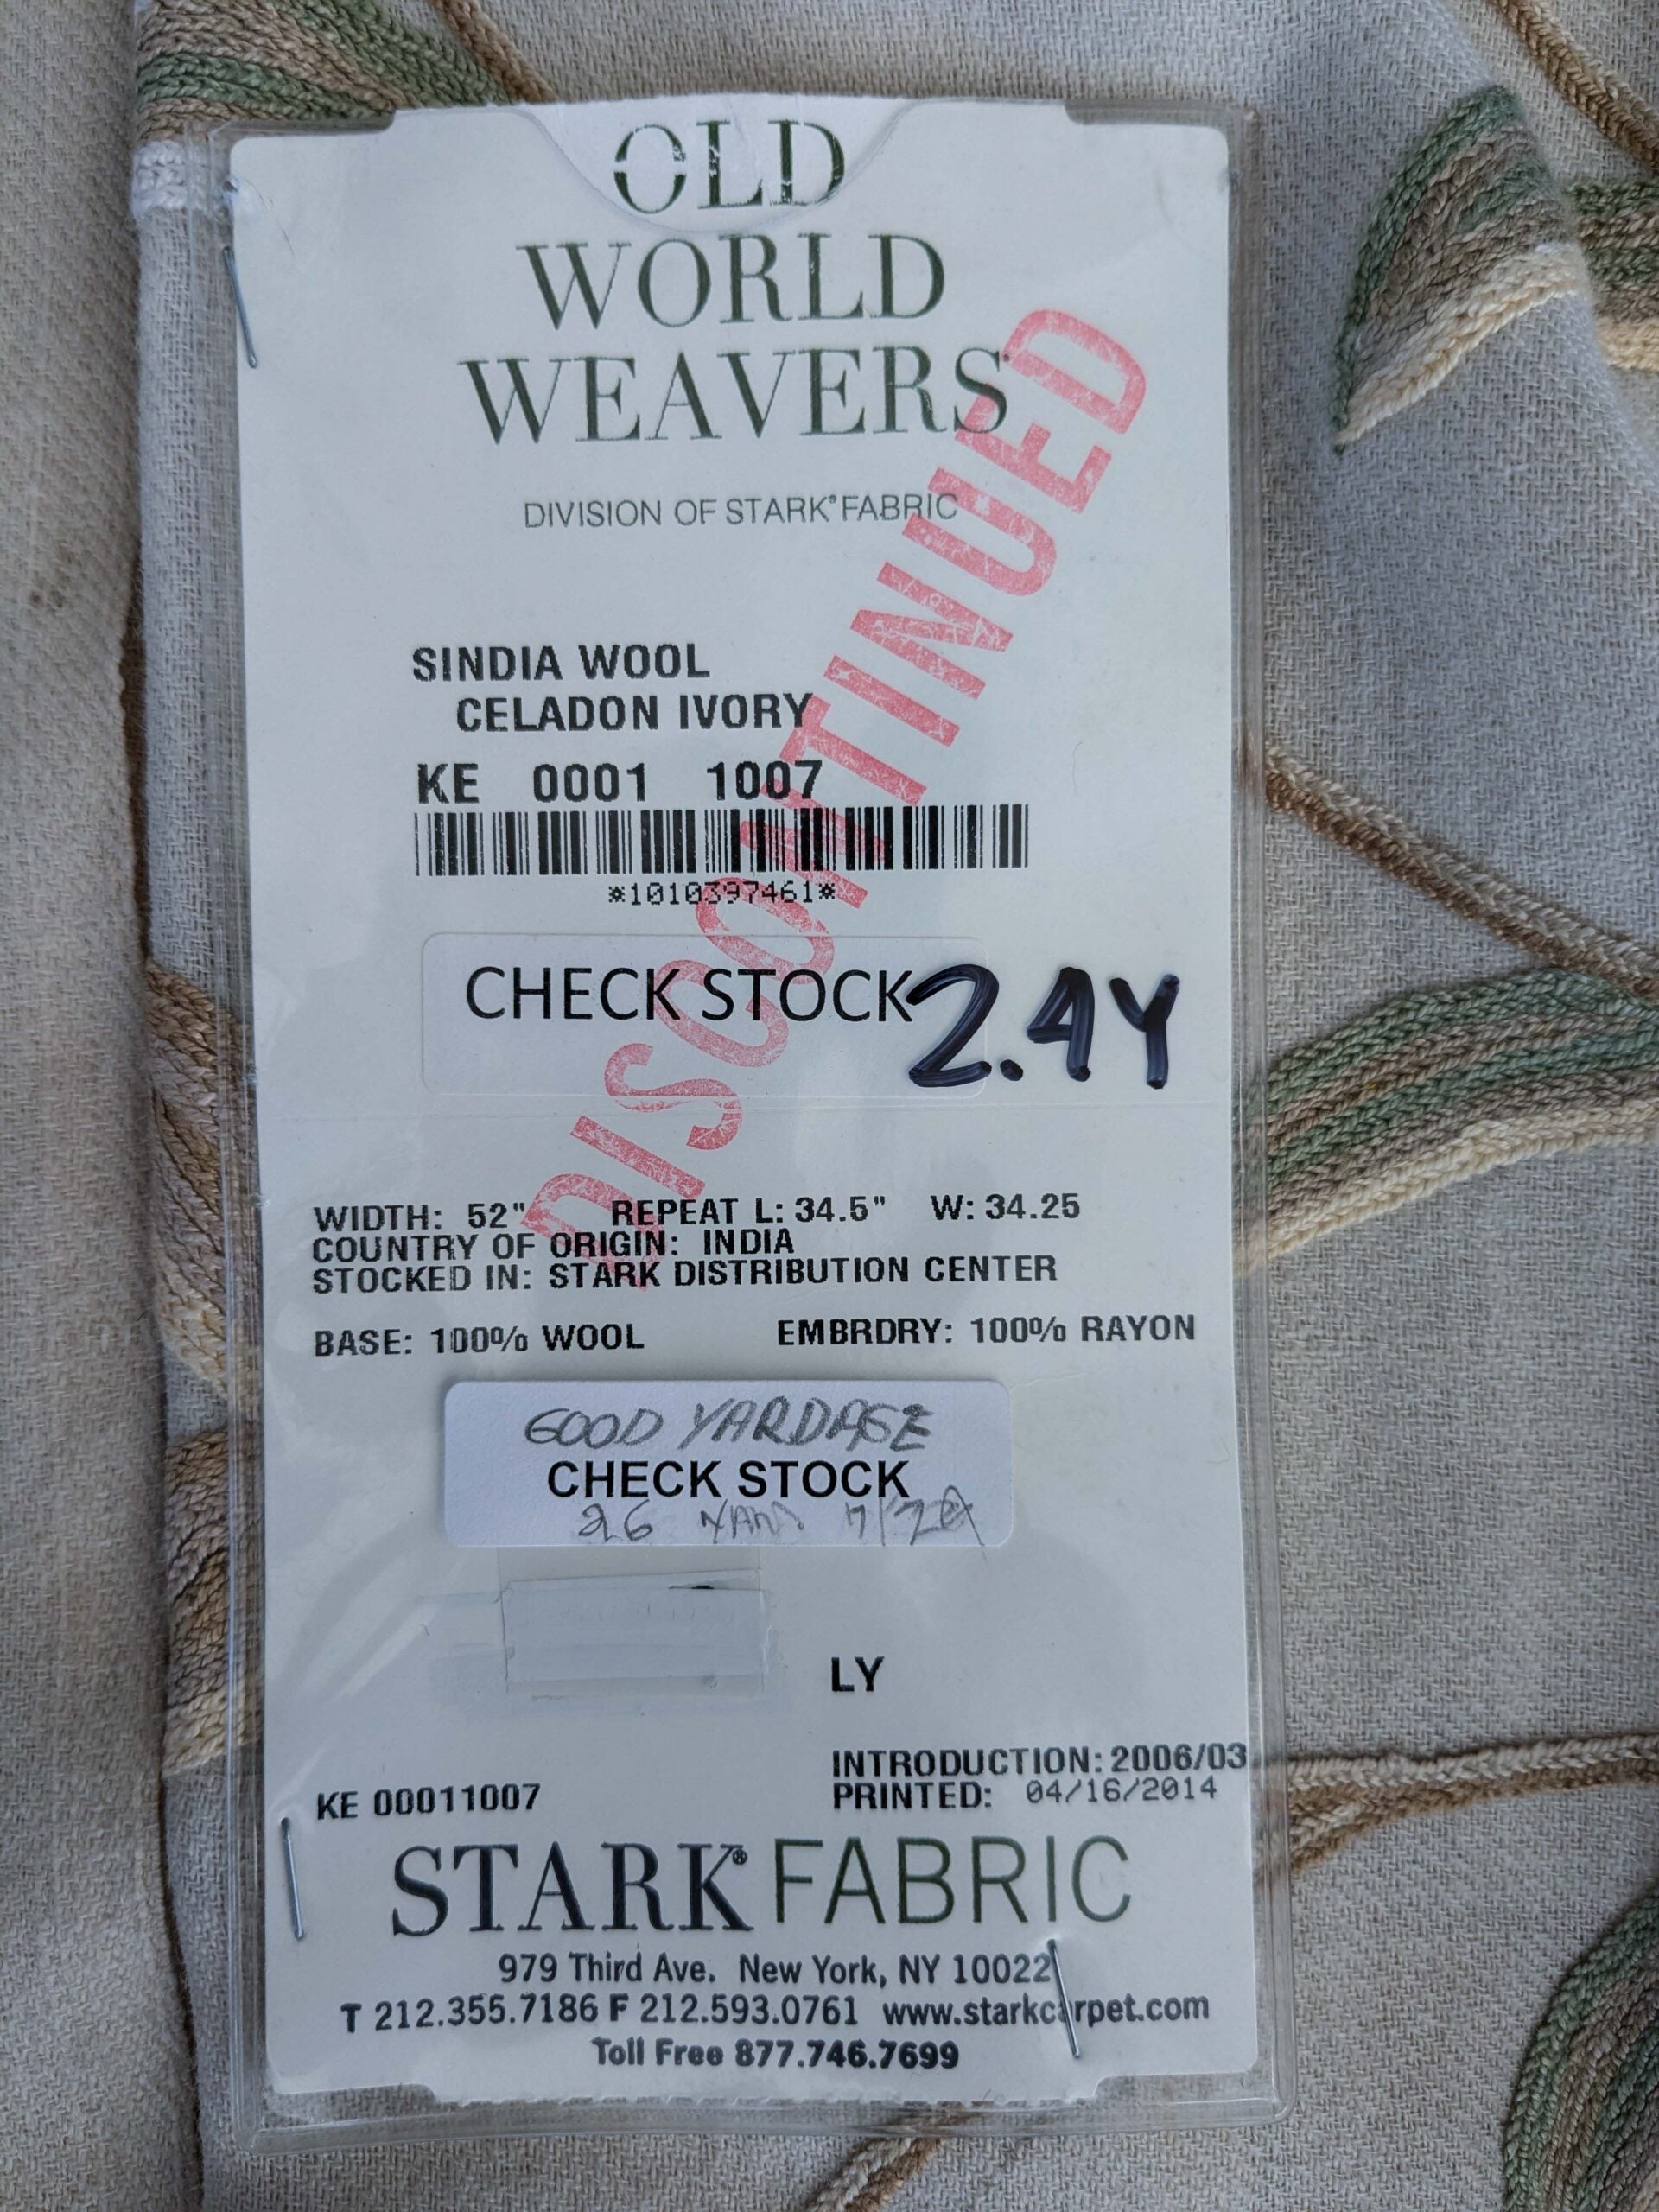 OLD
WORLD
WEAVERS
DIVISION OF STARK® FABRIC
DISCONTINUED
SINDIA WOOL
CELADON IVORY
KE 0001 1007
*1010397461*
CHECK STOCK 2.4Y
WIDTH: 52" REPEAT L: 34.5" W: 34.25
COUNTRY OF ORIGIN: INDIA
STOCKED IN: STARK DISTRIBUTION CENTER
BASE: 100% WOOL EMBRDRY: 100% RAYON
GOOD YARDAGE
CHECK STOCK
26
LY
INTRODUCTION: 2006/03
KE 00011007 PRINTED: 04/16/2014
STARK® FABRIC
979 Third Ave. New York, NY 10022
T 212.355.7186 F 212.593.0761 www.starkcarpet.com
Toll Free 877.746.7699